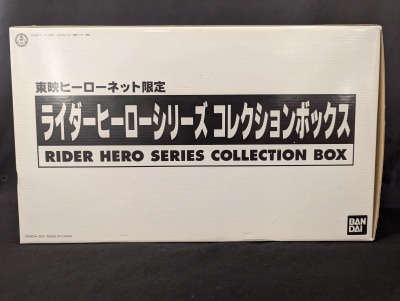 東映ヒーローネット限定
ライダーヒーローシリーズ コレクションボックス
RIDER HERO SERIES COLLECTION BOX
BAN
DAI